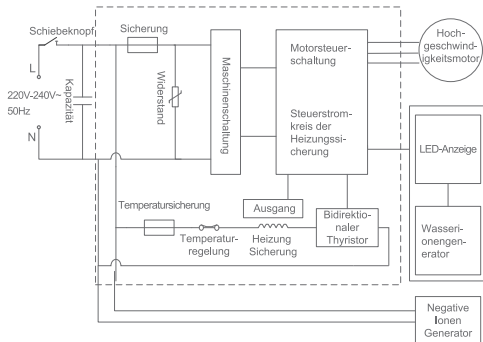 Schiebeknopf
Sicherung
L
220V-240V~
50Hz
N
Kapazität
Widerstand
Maschinenschaltung
Motorsteuer-
schaltung
Steuerstrom-
kreis der
Heizungssi-
cherung
Hoch-
geschwind-
igkeitsmotor
LED-Anzeige
Wasseri-
onengen-
erator
Temperatursicherung
Temperatur-
regelung
Heizung
Sicherung
Ausgang
Bidirektio-
naler
Thyristor
Negative
Ionen
Generator